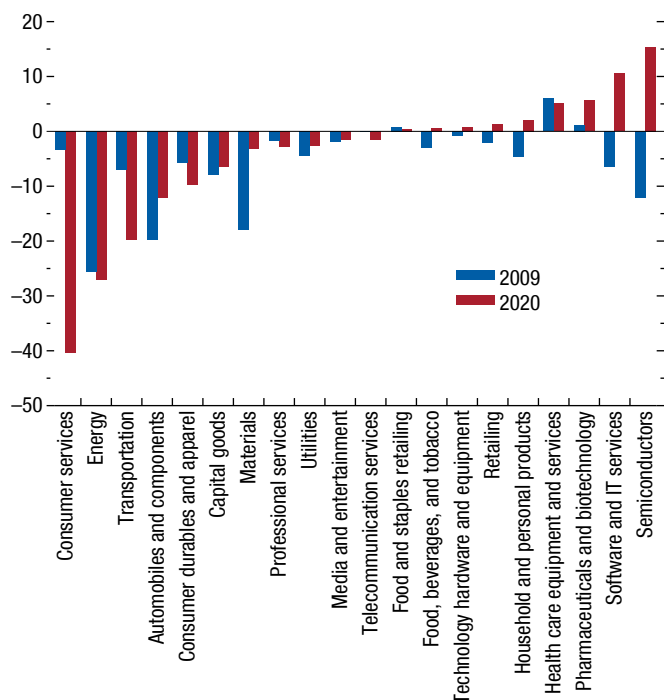 20
10
0
–10
–20
–30
–40
–50
2009
2020
Consumer services
Energy
Transportation
Automobiles and components
Consumer durables and apparel
Capital goods
Materials
Professional services
Utilities
Media and entertainment
Telecommunication services
Food and staples retailing
Food, beverages, and tobacco
Technology hardware and equipment
Retailing
Household and personal products
Health care equipment and services
Pharmaceuticals and biotechnology
Software and IT services
Semiconductors